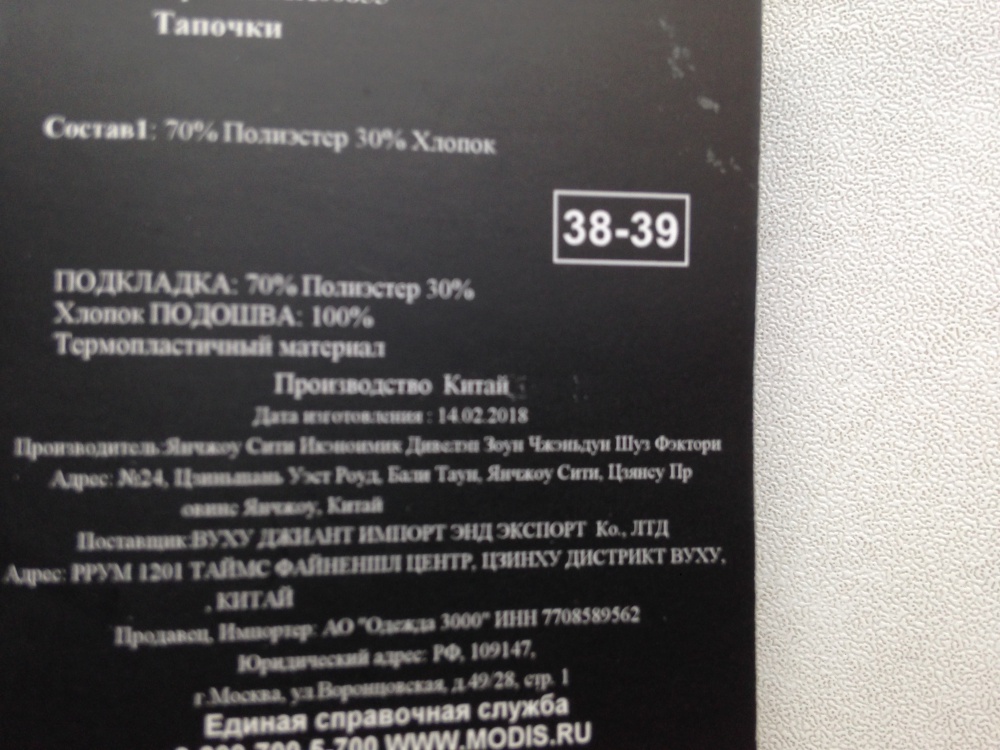 Тапочки
Состав1: 70% Полиэстер 30% Хлопок
38-39
ПОДКЛАДКА: 70% Полиэстер 30%
Хлопок ПОДОШВА: 100%
Термопластичный материал
Производство Китай
Дата изготовления : 14.02.2018
Производитель:Янчжоу Сити Икэноимик Дивелэп Зоун Чжэньдун Шуз Фэктори
Адрес: №24, Цзиньшань Уэст Роуд, Бали Таун, Янчжоу Сити, Цзянсу Пр
овинс Янчжоу, Китай
Поставщик:ВУХУ ДЖИАНТ ИМПОРТ ЭНД ЭКСПОРТ Ко., ЛТД
Адрес: РРУМ 1201 ТАЙМС ФАЙНЕНШЛ ЦЕНТР, ЦЗИНХУ ДИСТРИКТ ВУХУ,
, КИТАЙ
Продавец, Импортер: АО "Одежда 3000" ИНН 7708589562
Юридический адрес: РФ, 109147,
г.Москва, ул.Воронцовская, д.49/28, стр. 1
Единая справочная служба
WWW.MODIS.RU